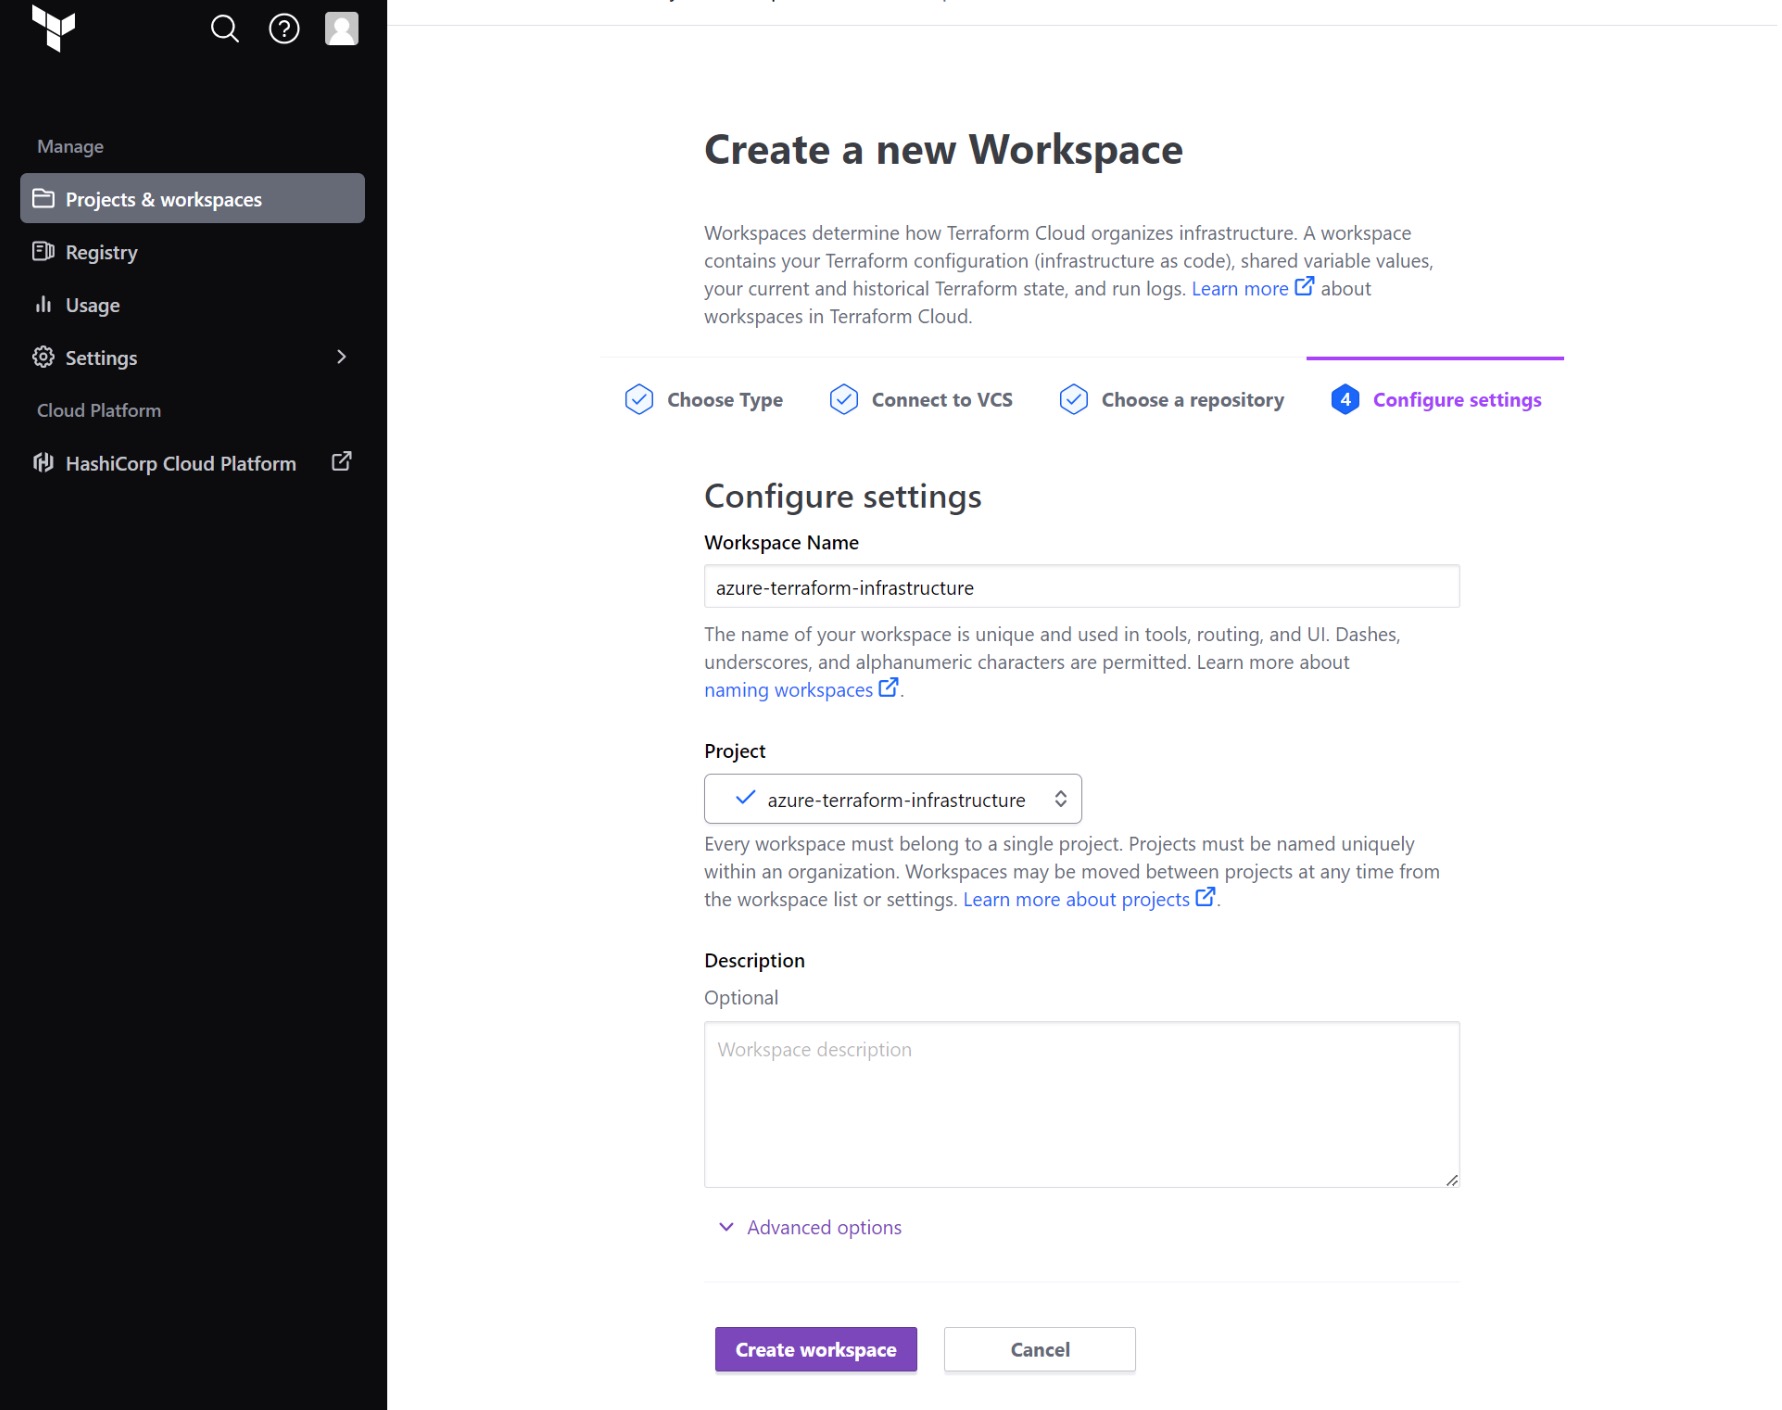 Manage
Projects & workspaces
Registry
Usage
Settings
Cloud Platform
HashiCorp Cloud Platform
Create a new Workspace
Workspaces determine how Terraform Cloud organizes infrastructure. A workspace
contains your Terraform configuration (infrastructure as code), shared variable values,
your current and historical Terraform state, and run logs. Learn more about
workspaces in Terraform Cloud.
Choose Type
Connect to VCS
Choose a repository
4 Configure settings
Configure settings
Workspace Name
azure-terraform-infrastructure
The name of your workspace is unique and used in tools, routing, and UI. Dashes,
underscores, and alphanumeric characters are permitted. Learn more about
naming workspaces.
Project
azure-terraform-infrastructure
Every workspace must belong to a single project. Projects must be named uniquely
within an organization. Workspaces may be moved between projects at any time from
the workspace list or settings. Learn more about projects.
Description
Optional
Workspace description
Advanced options
Create workspace
Cancel